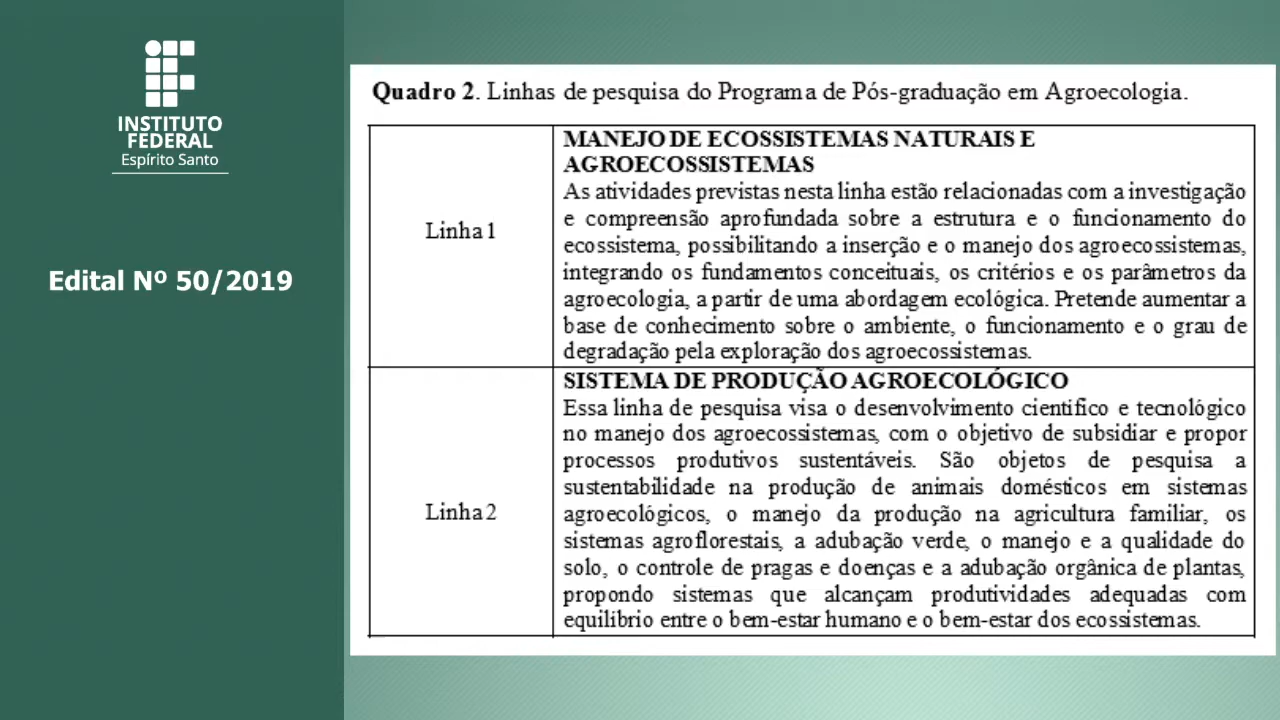 INSTITUTO
FEDERAL
Espírito Santo
Edital Nº 50/2019
Quadro 2. Linhas de pesquisa do Programa de Pós-graduação em Agroecologia.
Linha 1
MANEJO DE ECOSSISTEMAS NATURAIS E
AGROECOSSISTEMAS
As atividades previstas nesta linha estão relacionadas com a investigação
e compreensão aprofundada sobre a estrutura e o funcionamento do
ecossistema, possibilitando a inserção e o manejo dos agroecossistemas,
integrando os fundamentos conceituais, os critérios e os parâmetros da
agroecologia, a partir de uma abordagem ecológica. Pretende aumentar a
base de conhecimento sobre o ambiente, o funcionamento e o grau de
degradação pela exploração dos agroecossistemas.
Linha 2
SISTEMA DE PRODUÇÃO AGROECOLÓGICO
Essa linha de pesquisa visa o desenvolvimento científico e tecnológico
no manejo dos agroecossistemas, com o objetivo de subsidiar e propor
processos produtivos sustentáveis. São objetos de pesquisa a
sustentabilidade na produção de animais domésticos em sistemas
agroecológicos, o manejo da produção na agricultura familiar, os
sistemas agroflorestais, a adubação verde, o manejo e a qualidade do
solo, o controle de pragas e doenças e a adubação orgânica de plantas,
propondo sistemas que alcançam produtividades adequadas com
equilíbrio entre o bem-estar humano e o bem-estar dos ecossistemas.